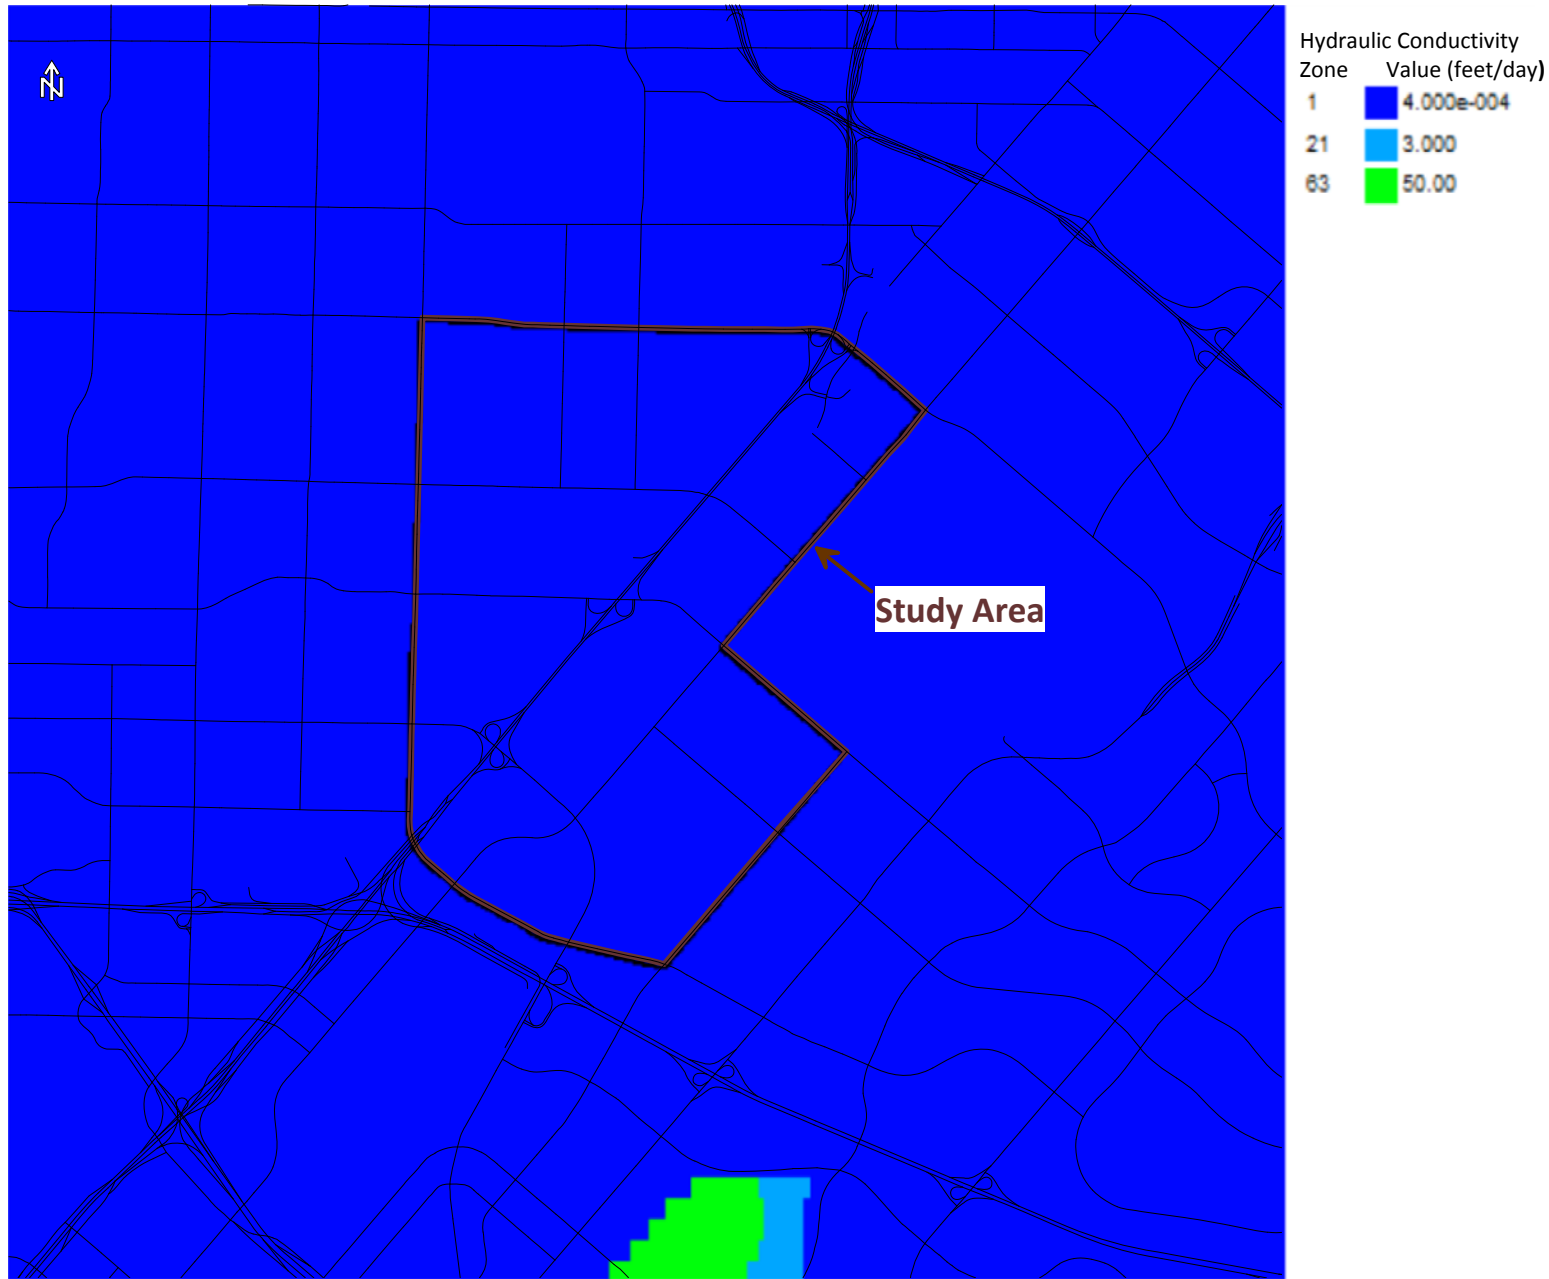 N
Hydraulic Conductivity
Zone Value (feet/day)
1 4.000e-004
21 3.000
63 50.00
Study Area